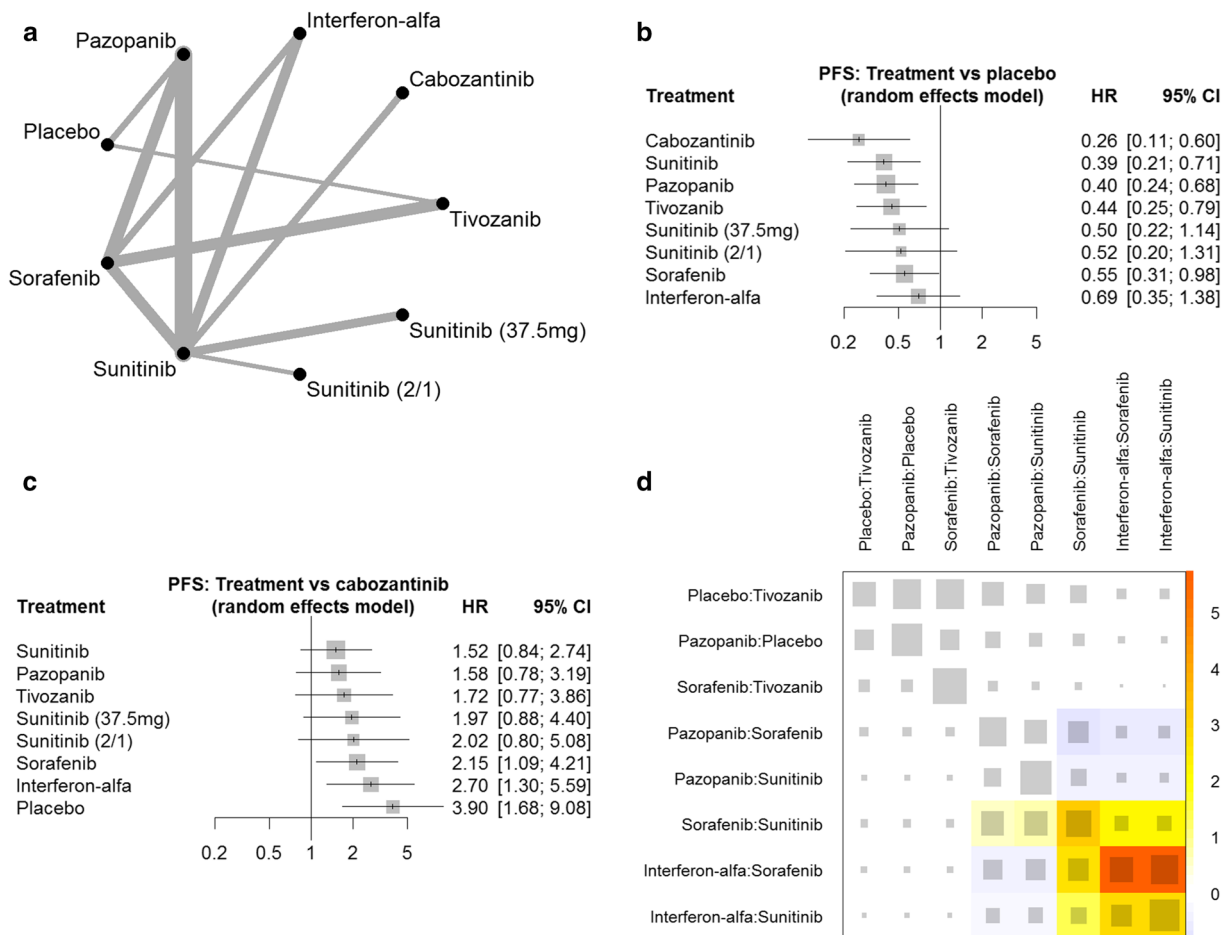 a
Interferon-alfa
Pazopanib
Cabozantinib
Placebo
Tivozanib
Sorafenib
Sunitinib (37.5mg)
Sunitinib
Sunitinib (2/1)
b
PFS: Treatment vs placebo
Treatment (random effects model) HR 95% CI
Cabozantinib 0.26 [0.11; 0.60]
Sunitinib 0.39 [0.21; 0.71]
Pazopanib 0.40 [0.24; 0.68]
Tivozanib 0.44 [0.25; 0.79]
Sunitinib (37.5mg) 0.50 [0.22; 1.14]
Sunitinib (2/1) 0.52 [0.20; 1.31]
Sorafenib 0.55 [0.31; 0.98]
Interferon-alfa 0.69 [0.35; 1.38]
0.2 0.5 1 2 5
c
PFS: Treatment vs cabozantinib
Treatment (random effects model) HR 95% CI
Sunitinib 1.52 [0.84; 2.74]
Pazopanib 1.58 [0.78; 3.19]
Tivozanib 1.72 [0.77; 3.86]
Sunitinib (37.5mg) 1.97 [0.88; 4.40]
Sunitinib (2/1) 2.02 [0.80; 5.08]
Sorafenib 2.15 [1.09; 4.21]
Interferon-alfa 2.70 [1.30; 5.59]
Placebo 3.90 [1.68; 9.08]
0.2 0.5 1 2 5
d
Placebo:Tivozanib
Pazopanib:Placebo
Sorafenib:Tivozanib
Pazopanib:Sorafenib
Pazopanib:Sunitinib
Sorafenib:Sunitinib
Interferon-alfa:Sorafenib
Interferon-alfa:Sunitinib
Placebo:Tivozanib
Pazopanib:Placebo
Sorafenib:Tivozanib
Pazopanib:Sorafenib
Pazopanib:Sunitinib
Sorafenib:Sunitinib
Interferon-alfa:Sorafenib
Interferon-alfa:Sunitinib
5
4
3
2
1
0